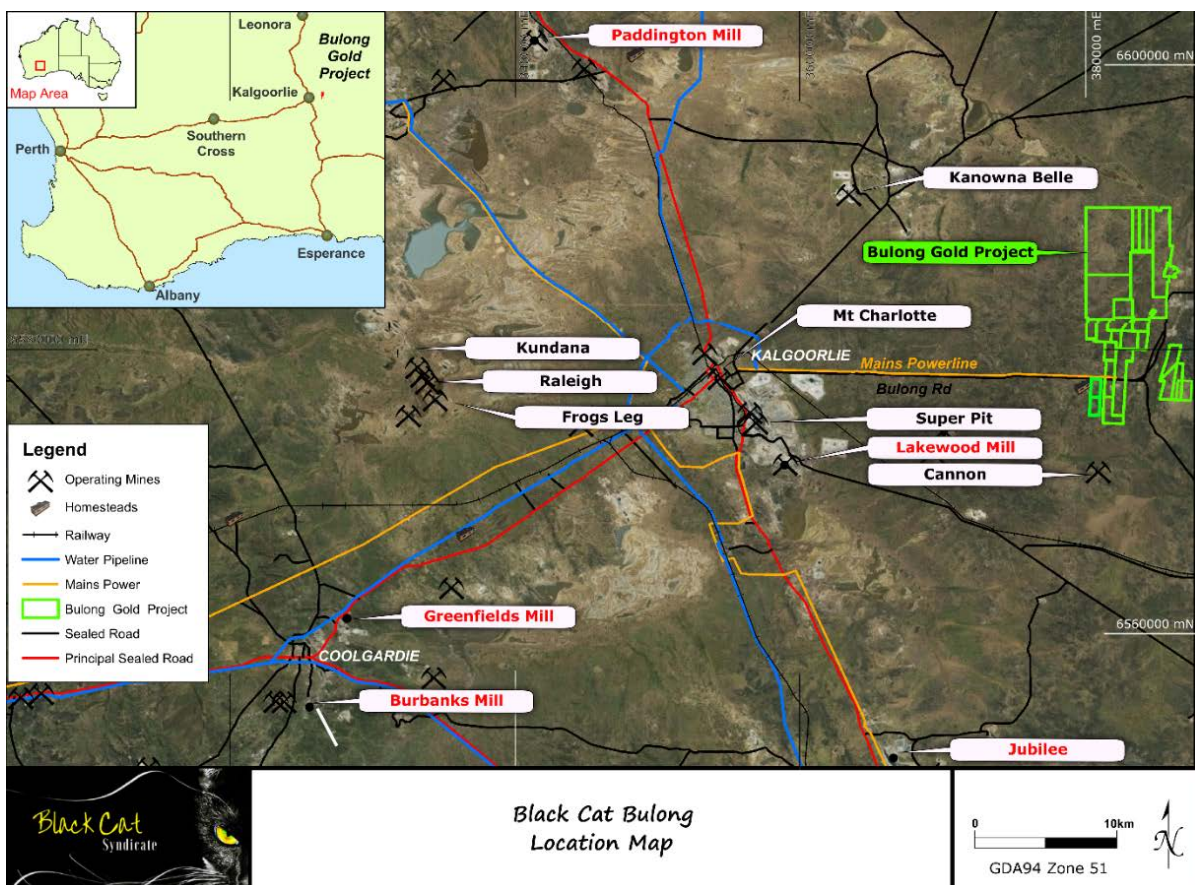 Leonora
Bulong
Gold
Project
Kalgoorlie
Map Area
Southern
Cross
Perth
Esperance
Albany
Paddington Mill
360000 mE
380000 mE
6600000 mN
Kanowna Belle
Bulong Gold Project
Mt Charlotte
KALGOORLIE
Mains Powerline
Bulong Rd
Kundana
Raleigh
Frogs Leg
Super Pit
Lakewood Mill
Cannon
Legend
Operating Mines
Homesteads
Railway
Water Pipeline
Mains Power
Bulong Gold Project
Sealed Road
Principal Sealed Road
Greenfields Mill
COOLGARDIE
Burbanks Mill
6560000 mN
Jubilee
Black Cat
Syndicate
Black Cat Bulong
Location Map
0 10km
GDA94 Zone 51
N